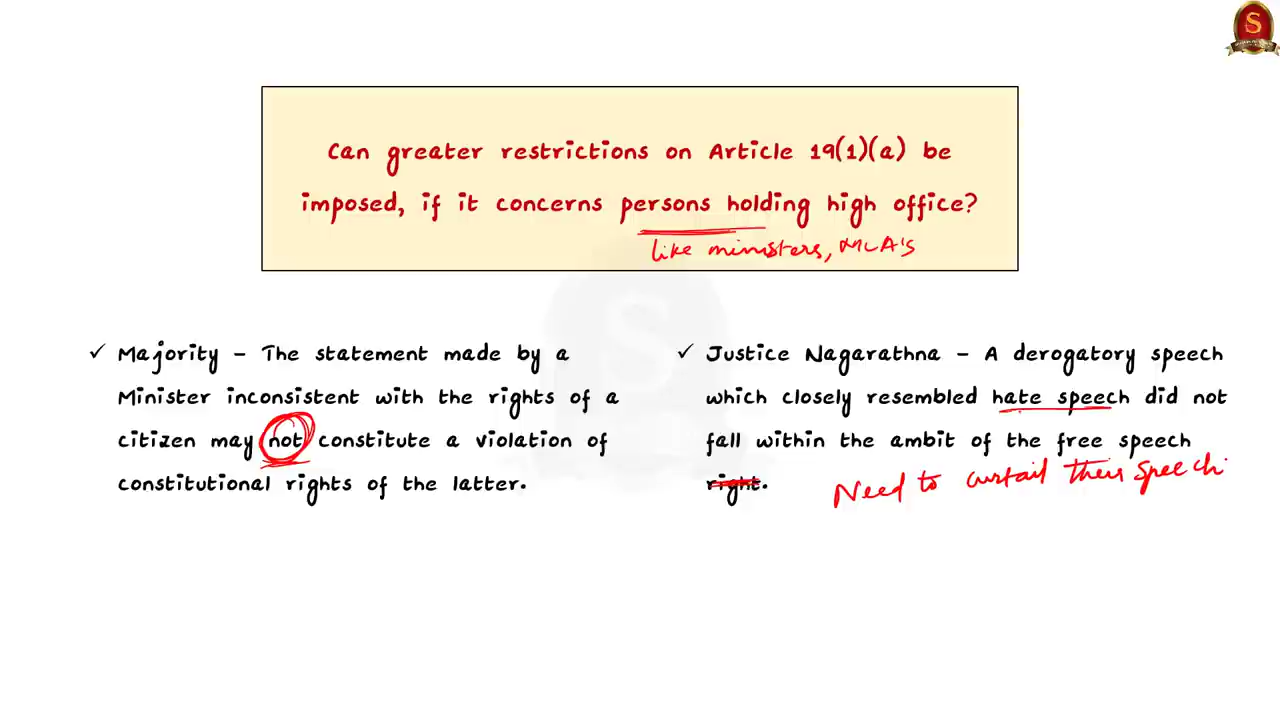 S
Can greater restrictions on Article 19(1)(a) be
imposed, if it concerns persons holding high office?
like ministers, MLA's
✓ Majority – The statement made by a
Minister inconsistent with the rights of a
citizen may not constitute a violation of
constitutional rights of the latter.
✓ Justice Nagarathna – A derogatory speech
which closely resembled hate speech did not
fall within the ambit of the free speech
right.
Need to curtail their speech
S